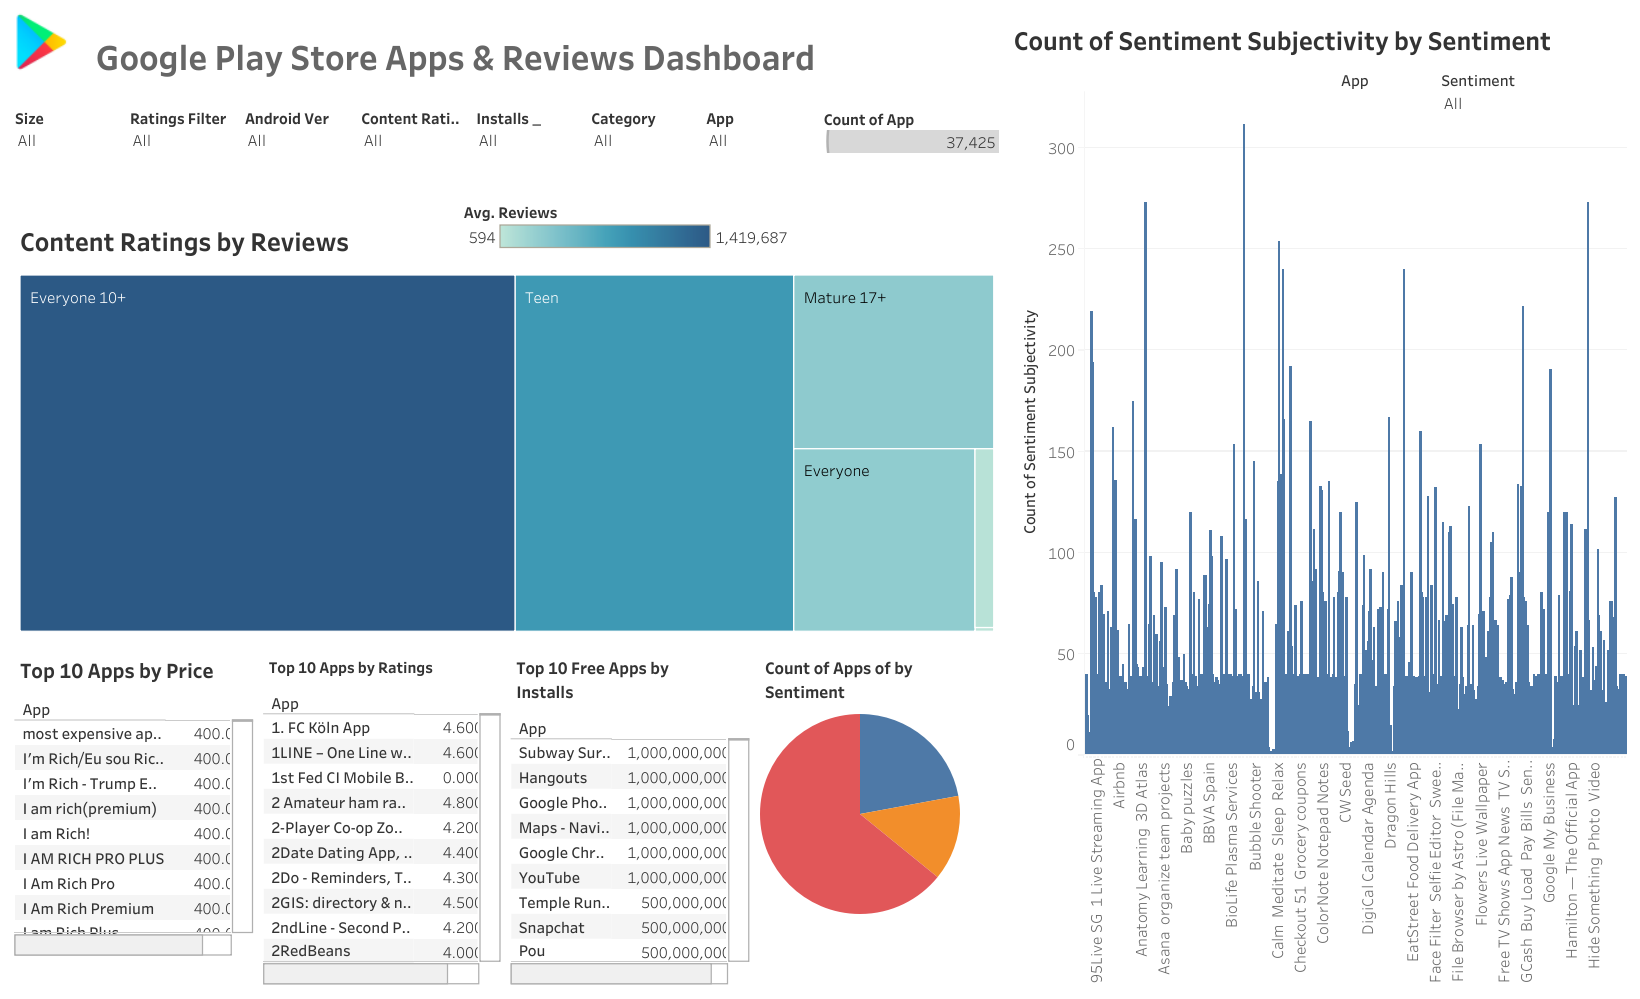 Google Play Store Apps & Reviews Dashboard
Size
All
Ratings Filter
All
Android Ver
All
Content Rati..
All
Installs _
All
Category
All
App
All
Count of App
37,425
Content Ratings by Reviews
Avg. Reviews
594
1,419,687
Everyone 10+
Teen
Mature 17+
Everyone
Top 10 Apps by Price
App
most expensive ap.. 400.0
I'm Rich/Eu sou Ric.. 400.0
I'm Rich - Trump E.. 400.0
I am rich(premium) 400.0
I am Rich! 400.0
I AM RICH PRO PLUS 400.0
I Am Rich Pro 400.0
I Am Rich Premium 400.0
I am Rich Plus 400.0
Top 10 Apps by Ratings
App
1. FC Köln App 4.600
1LINE – One Line w.. 4.600
1st Fed CI Mobile B.. 0.000
2 Amateur ham ra.. 4.800
2-Player Co-op Zo.. 4.200
2Date Dating App, .. 4.400
2Do - Reminders, T.. 4.300
2GIS: directory & n.. 4.500
2ndLine - Second P.. 4.200
2RedBeans 4.000
Top 10 Free Apps by
Installs
App
Subway Sur.. 1,000,000,000
Hangouts 1,000,000,000
Google Pho.. 1,000,000,000
Maps - Navi.. 1,000,000,000
Google Chr.. 1,000,000,000
YouTube 1,000,000,000
Temple Run.. 500,000,000
Snapchat 500,000,000
Pou 500,000,000
Count of Apps of by
Sentiment
Count of Sentiment Subjectivity by Sentiment
App
Sentiment
All
Count of Sentiment Subjectivity
300
250
200
150
100
50
0
95Live SG 1 Live Streaming App
Airbnb
Anatomy Learning 3D Atlas
Asana organize team projects
Baby puzzles
BBVA Spain
BioLife Plasma Services
Bubble Shooter
Calm Meditate Sleep Relax
Checkout 51 Grocery coupons
ColorNote Notepad Notes
CW Seed
DigiCal Calendar Agenda
Dragon Hills
EatStreet Food Delivery App
Face Filter Selfie Editor Swee..
File Browser by Astro (File Ma..
Flowers Live Wallpaper
Free TV Shows App News TV S..
GCash Buy Load Pay Bills Sen..
Google My Business
Hamilton — The Official App
Hide Something Photo Video